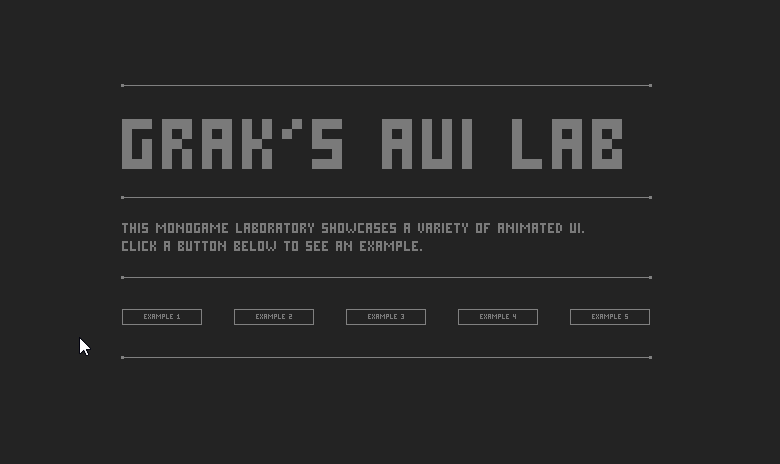 GRAK'S AUI LAB
THIS MONOGAME LABORATORY SHOWCASES A VARIETY OF ANIMATED UI.
CLICK A BUTTON BELOW TO SEE AN EXAMPLE.
EXAMPLE 1 EXAMPLE 2 EXAMPLE 3 EXAMPLE 4 EXAMPLE 5